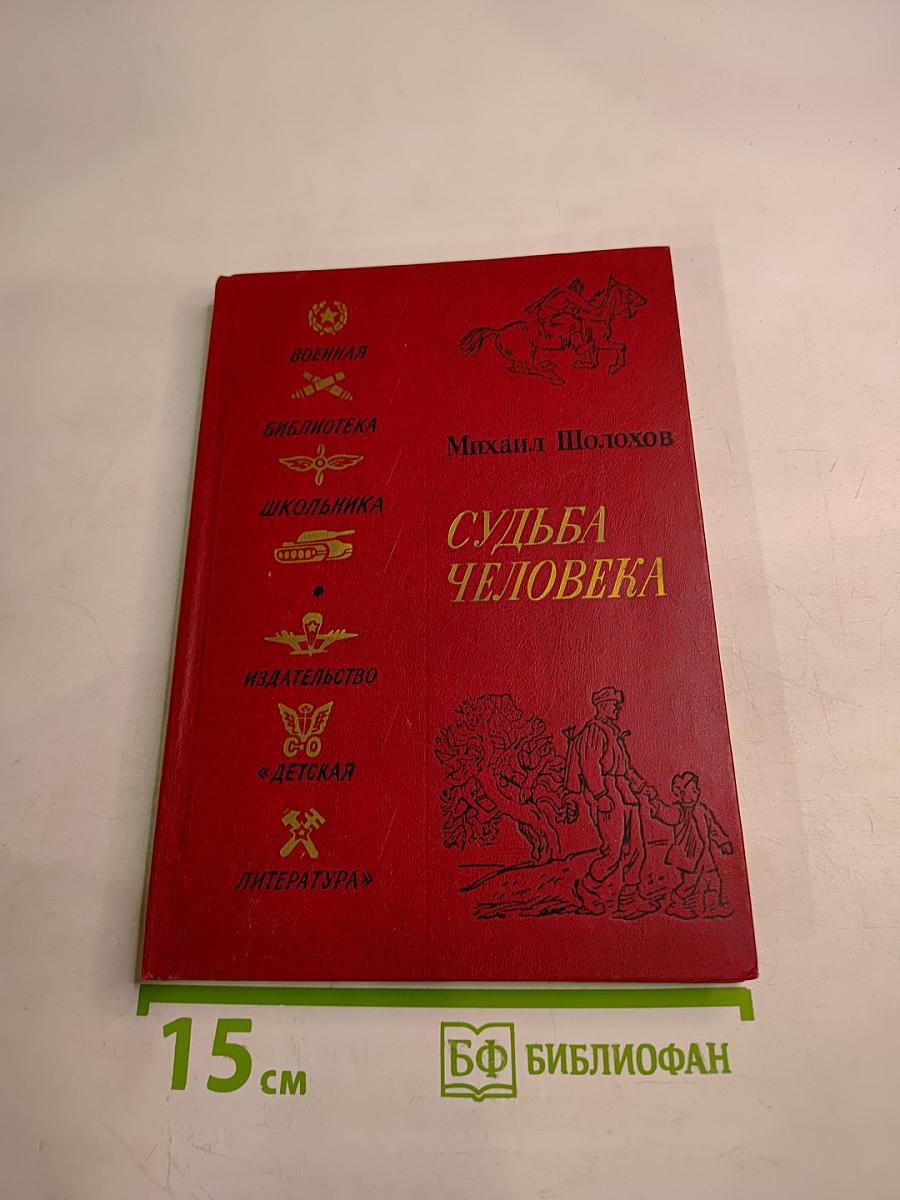 ВОЕННАЯ
БИБЛИОТЕКА
ШКОЛЬНИКА
*
ИЗДАТЕЛЬСТВО
«ДЕТСКАЯ
ЛИТЕРАТУРА»
Михаил Шолохов
СУДЬБА
ЧЕЛОВЕКА
15 см
БФ БИБЛИОФАН